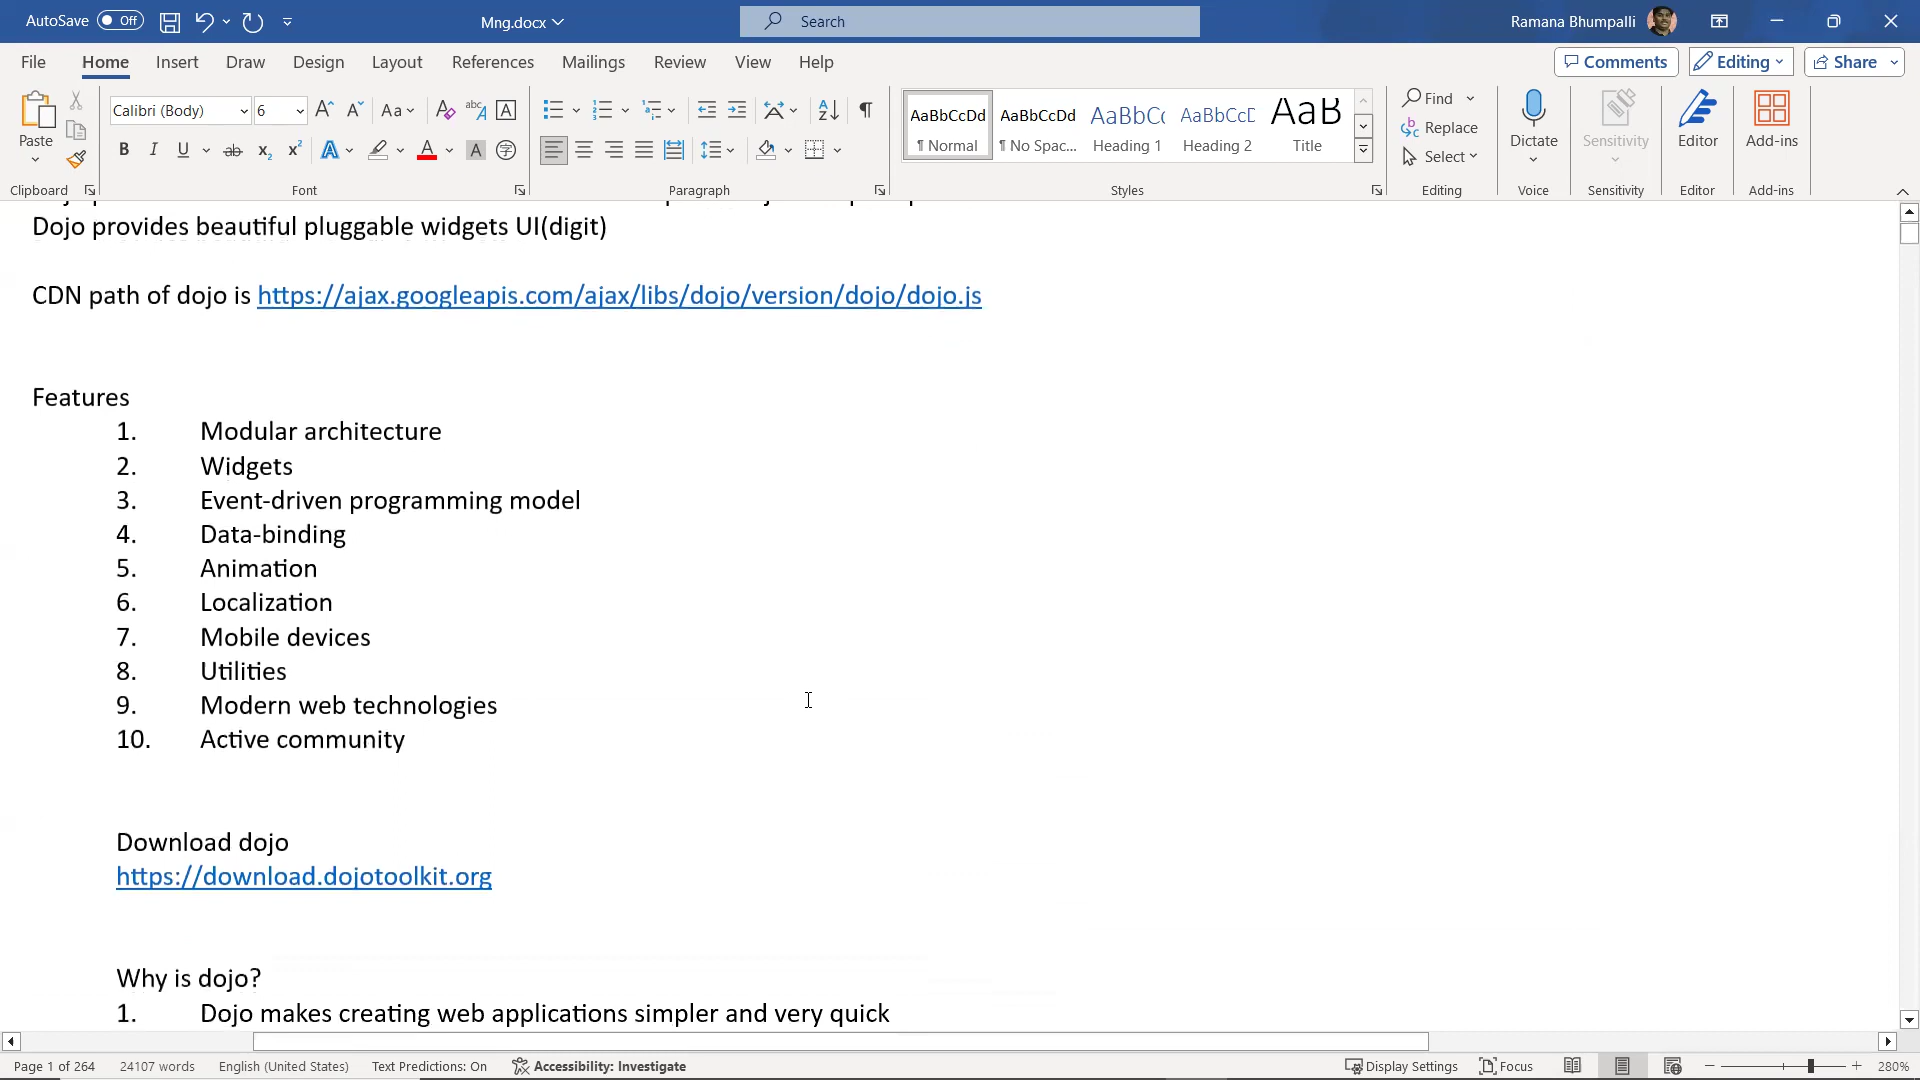 AutoSave Off Mng.docx Search Ramana Bhumpalli
File Home Insert Draw Design Layout References Mailings Review View Help Comments Editing Share
Paste Calibri (Body) 6 Aa AaBbCcDd AaBbCcDd AaBbCc AaBbCcD AaB Find Replace Select Dictate Sensitivity Editor Add-ins
¶ Normal ¶ No Spac... Heading 1 Heading 2 Title
Clipboard Font Paragraph Styles Editing Voice Sensitivity Editor Add-ins
Dojo provides beautiful pluggable widgets UI(digit)
CDN path of dojo is https://ajax.googleapis.com/ajax/libs/dojo/version/dojo/dojo.js
Features
1. Modular architecture
2. Widgets
3. Event-driven programming model
4. Data-binding
5. Animation
6. Localization
7. Mobile devices
8. Utilities
9. Modern web technologies
10. Active community
Download dojo
https://download.dojotoolkit.org
Why is dojo?
1. Dojo makes creating web applications simpler and very quick
Page 1 of 264 24107 words English (United States) Text Predictions: On Accessibility: Investigate Display Settings Focus 280%